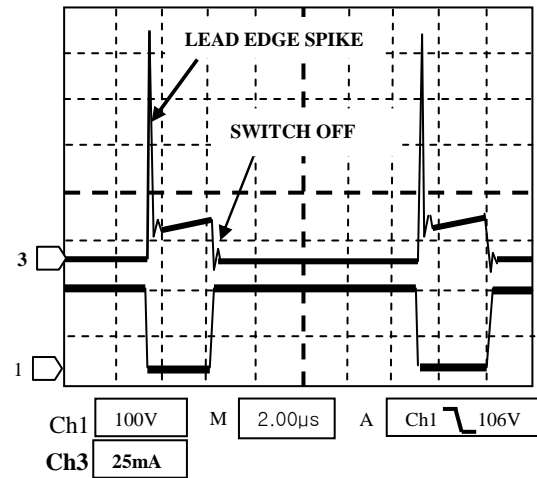 LEAD EDGE SPIKE
SWITCH OFF
3
1
Ch1 100V M 2.00µs A Ch1 106V
Ch3 25mA